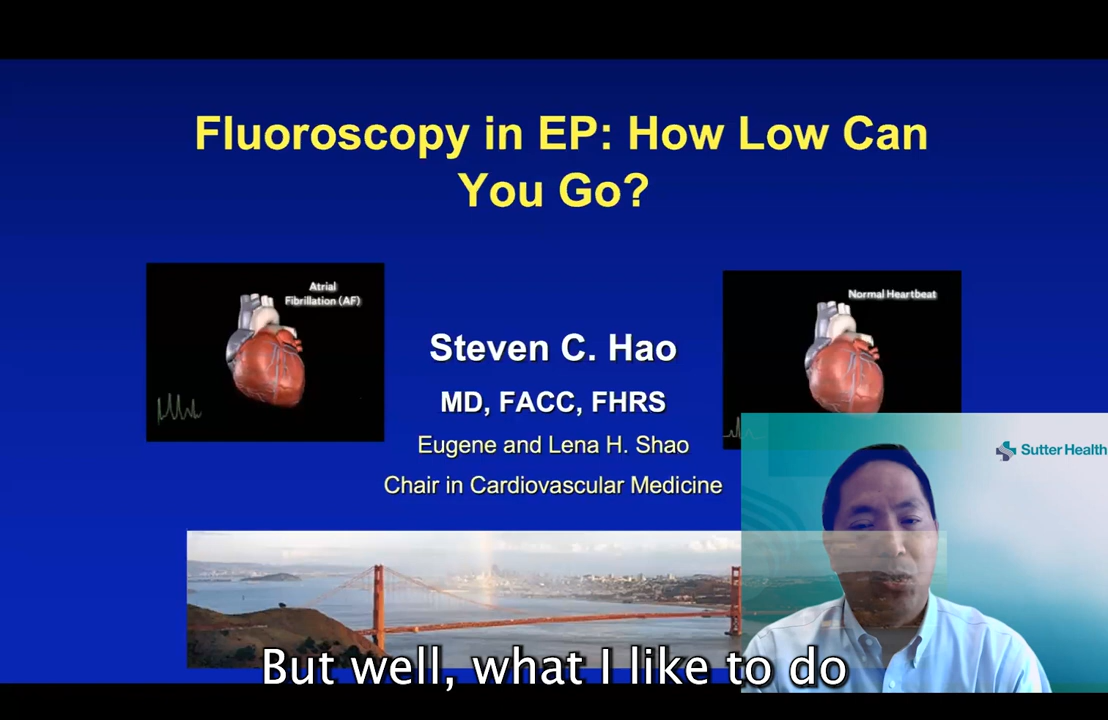 Fluoroscopy in EP: How Low Can
You Go?
Atrial
Fibrillation (AF)
Normal Heartbeat
Steven C. Hao
MD, FACC, FHRS
Eugene and Lena H. Shao
Chair in Cardiovascular Medicine
Sutter Health
But well, what I like to do